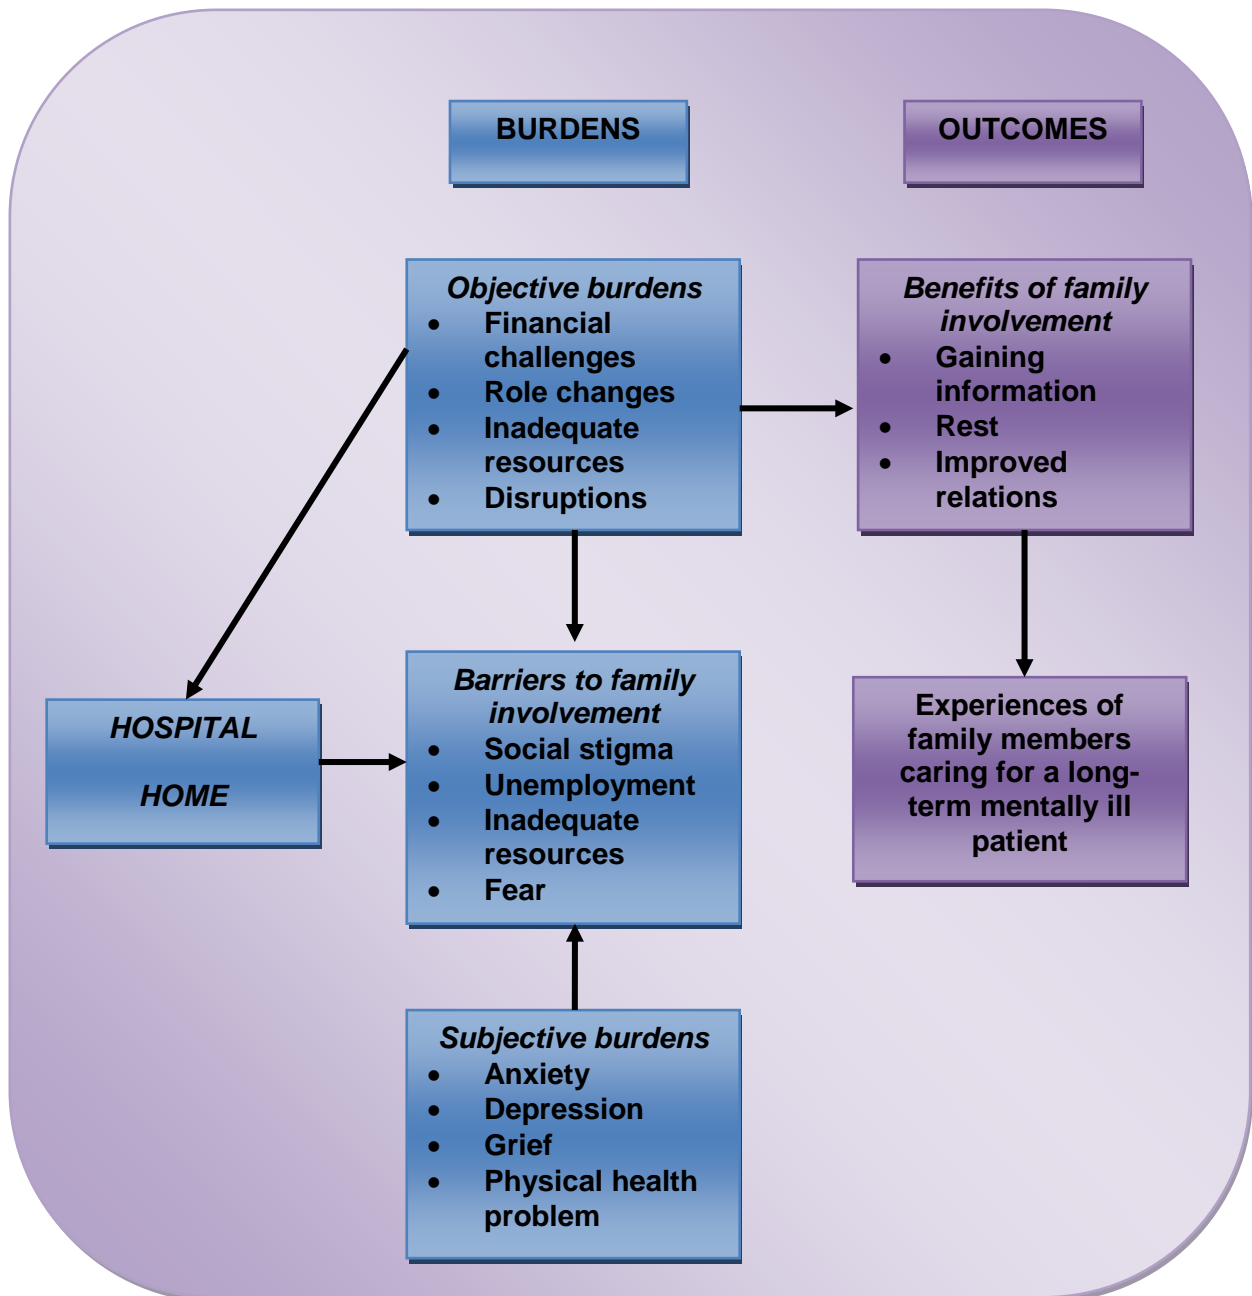 BURDENS
OUTCOMES
Objective burdens
• Financial
challenges
• Role changes
• Inadequate
resources
• Disruptions
Benefits of family
involvement
• Gaining
information
• Rest
• Improved
relations
HOSPITAL
HOME
Barriers to family
involvement
• Social stigma
• Unemployment
• Inadequate
resources
• Fear
Experiences of
family members
caring for a long-
term mentally ill
patient
Subjective burdens
• Anxiety
• Depression
• Grief
• Physical health
problem